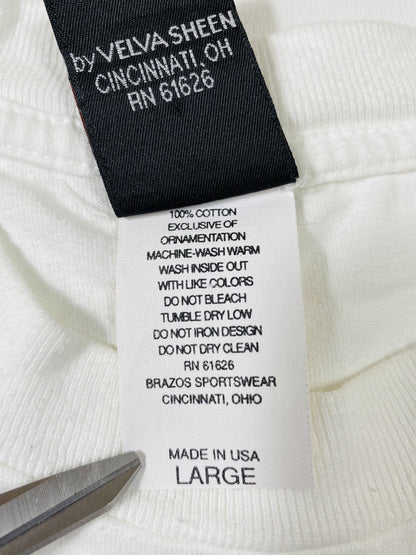 by VELVA SHEEN
CINCINNATI, OH
RN 61626
100% COTTON
EXCLUSIVE OF
ORNAMENTATION
MACHINE-WASH WARM
WASH INSIDE OUT
WITH LIKE COLORS
DO NOT BLEACH
TUMBLE DRY LOW
DO NOT IRON DESIGN
DO NOT DRY CLEAN
RN 61626
BRAZOS SPORTSWEAR
CINCINNATI, OHIO
MADE IN USA
LARGE